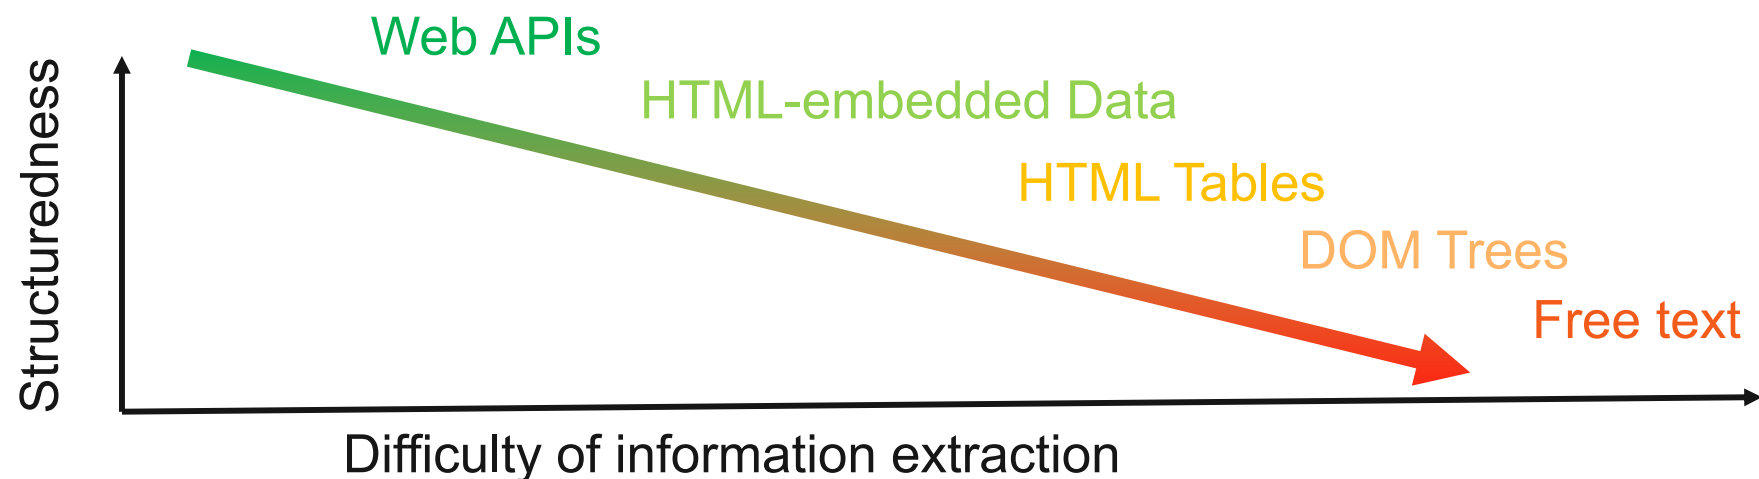 Web APIs
HTML-embedded Data
HTML Tables
DOM Trees
Free text
Structuredness
Difficulty of information extraction